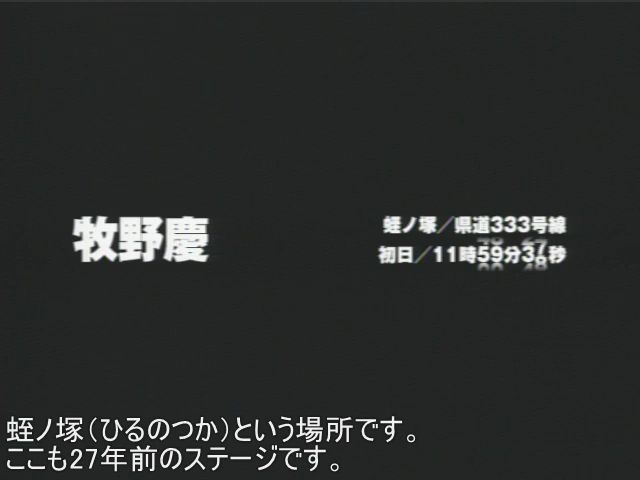 牧野慶
蛭ノ塚／県道333号線
初日／11時59分3 秒
蛭ノ塚（ひるのつか）という場所です。
ここも27年前のステージです。